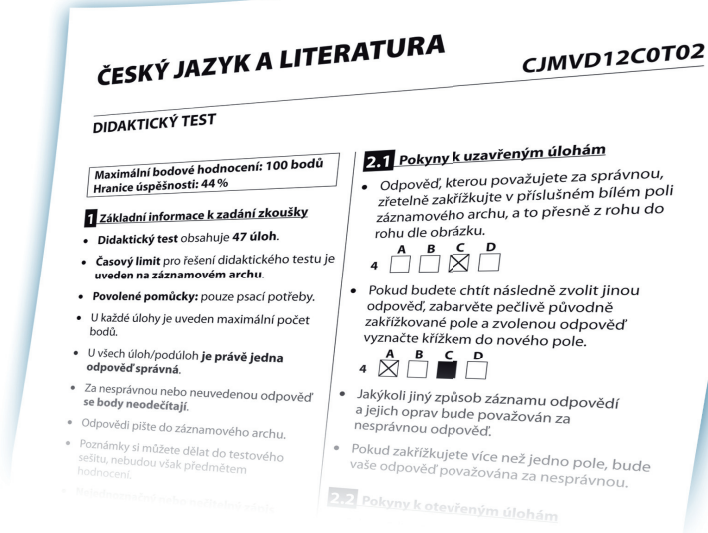 ČESKÝ JAZYK A LITERATURA
CJMVD12C0T02
DIDAKTICKÝ TEST
Maximální bodové hodnocení: 100 bodů
Hranice úspěšnosti: 44 %
1 Základní informace k zadání zkoušky
• Didaktický test obsahuje 47 úloh.
• Časový limit pro řešení didaktického testu je
uveden na záznamovém archu.
• Povolené pomůcky: pouze psací potřeby.
• U každé úlohy je uveden maximální počet
bodů.
• U všech úloh/podúloh je právě jedna
odpověď správná.
• Za nesprávnou nebo neuvedenou odpověď
se body neodečítají.
• Odpovědi pište do záznamového archu.
• Poznámky si můžete dělat do testového
sešitu, nebudou však předmětem
hodnocení.
2.1 Pokyny k uzavřeným úlohám
• Odpověď, kterou považujete za správnou,
zřetelně zakřížkujte v příslušném bílém poli
záznamového archu, a to přesně z rohu do
rohu dle obrázku.
A B C D
4
• Pokud budete chtít následně zvolit jinou
odpověď, zabarvěte pečlivě původně
zakřížkované pole a zvolenou odpověď
vyznačte křížkem do nového pole.
A B C D
4
• Jakýkoli jiný způsob záznamu odpovědí
a jejich oprav bude považován za
nesprávnou odpověď.
• Pokud zakřížkujete více než jedno pole, bude
vaše odpověď považována za nesprávnou.
2.2 Pokyny k otevřeným úlohám